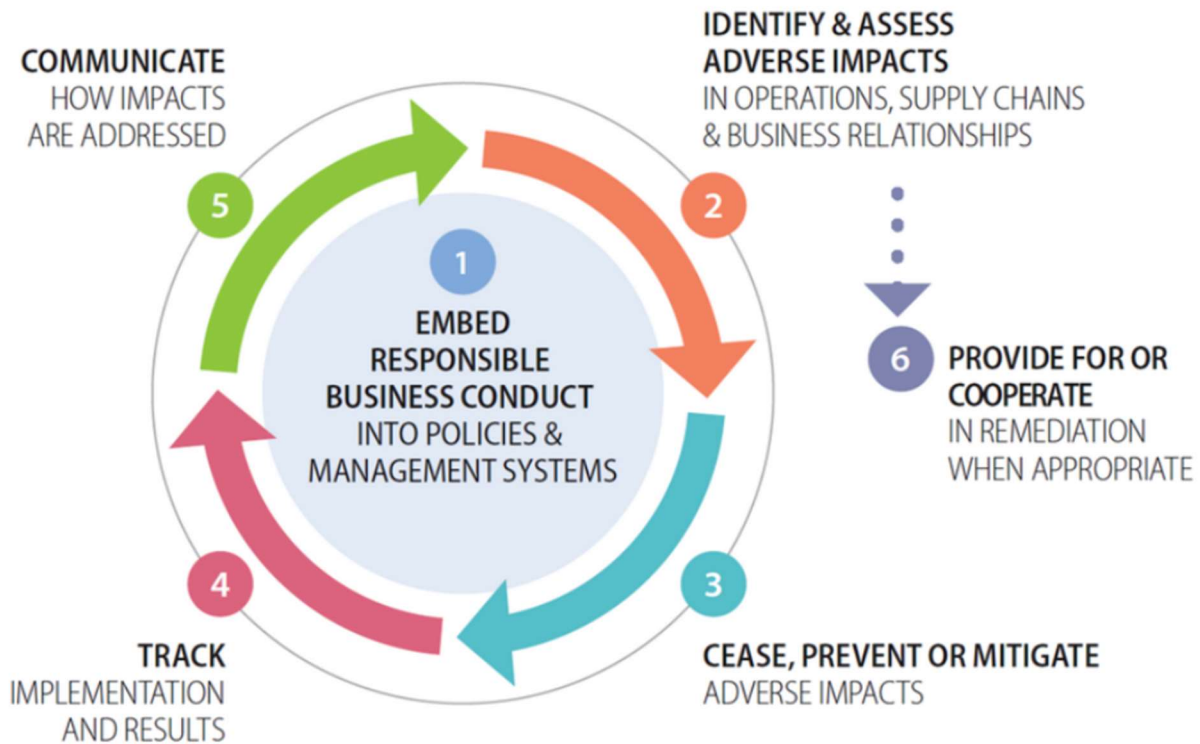 1
EMBED
RESPONSIBLE
BUSINESS CONDUCT
INTO POLICIES &
MANAGEMENT SYSTEMS
2
IDENTIFY & ASSESS
ADVERSE IMPACTS
IN OPERATIONS, SUPPLY CHAINS
& BUSINESS RELATIONSHIPS
3
CEASE, PREVENT OR MITIGATE
ADVERSE IMPACTS
4
TRACK
IMPLEMENTATION
AND RESULTS
5
COMMUNICATE
HOW IMPACTS
ARE ADDRESSED
6
PROVIDE FOR OR
COOPERATE
IN REMEDIATION
WHEN APPROPRIATE